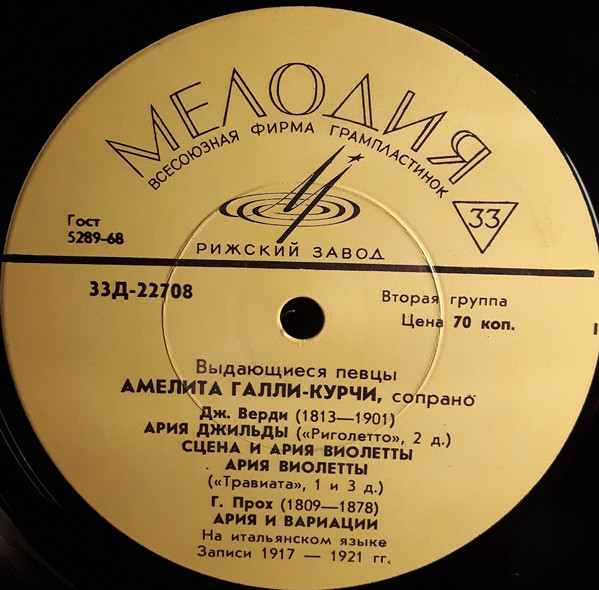 МЕЛОДИЯ
ВСЕСОЮЗНАЯ ФИРМА ГРАМПЛАСТИНОК
33
Гост
5289-68
РИЖСКИЙ ЗАВОД
33Д-22708
Вторая группа
Цена 70 коп.
I
Выдающиеся певцы
АМЕЛИТА ГАЛЛИ-КУРЧИ, сопрано
Дж. Верди (1813—1901)
АРИЯ ДЖИЛЬДЫ («Риголетто», 2 д.)
СЦЕНА И АРИЯ ВИОЛЕТТЫ
АРИЯ ВИОЛЕТТЫ
(«Травиата», 1 и 3 д.)
Г. Прох (1809—1878)
АРИЯ И ВАРИАЦИИ
На итальянском языке
Записи 1917 — 1921 гг.